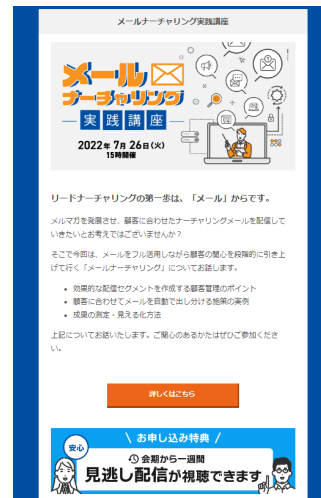 メールナーチャリング実践講座
メール
ナーチャリング
実践講座
2022年 7月 26日(火)
15時開催
リードナーチャリングの第一歩は、「メール」からです。
メルマガを発展させ、顧客に合わせたナーチャリングメールを配信して
いきたいとお考えではございませんか?
そこで今回は、メールをフル活用しながら顧客の関心を段階的に引き上
げて行く「メールナーチャリング」についてお話します。
• 効果的な配信セグメントを作成する顧客管理のポイント
• 顧客に合わせてメールを自動で出し分ける施策の実例
• 成果の測定・見える化方法
上記についてお話いたします。ご関心のあるかたはぜひご参加くださ
い。
詳しくはこちら
\ お申し込み特典 /
安心
会期から一週間
見逃し配信が視聴できます